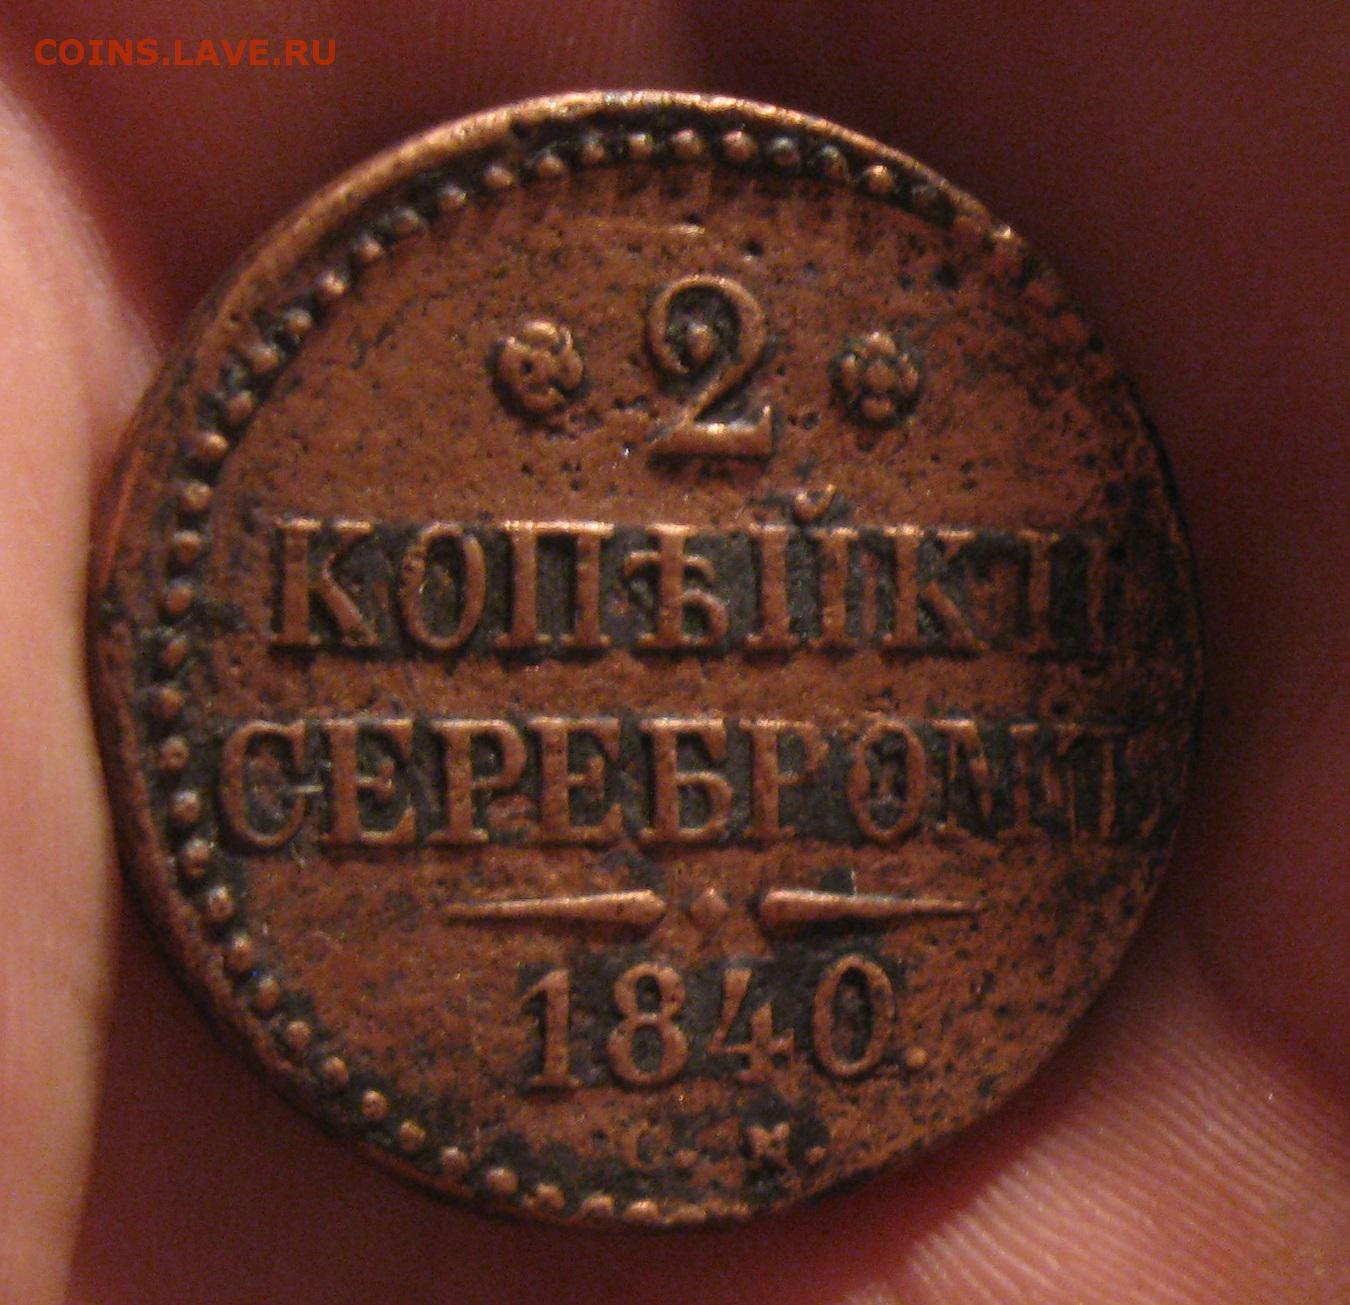 COINS.LAVE.RU
2
КОПѢЙКИ
СЕРЕБРОМЪ
1840.
С. М.